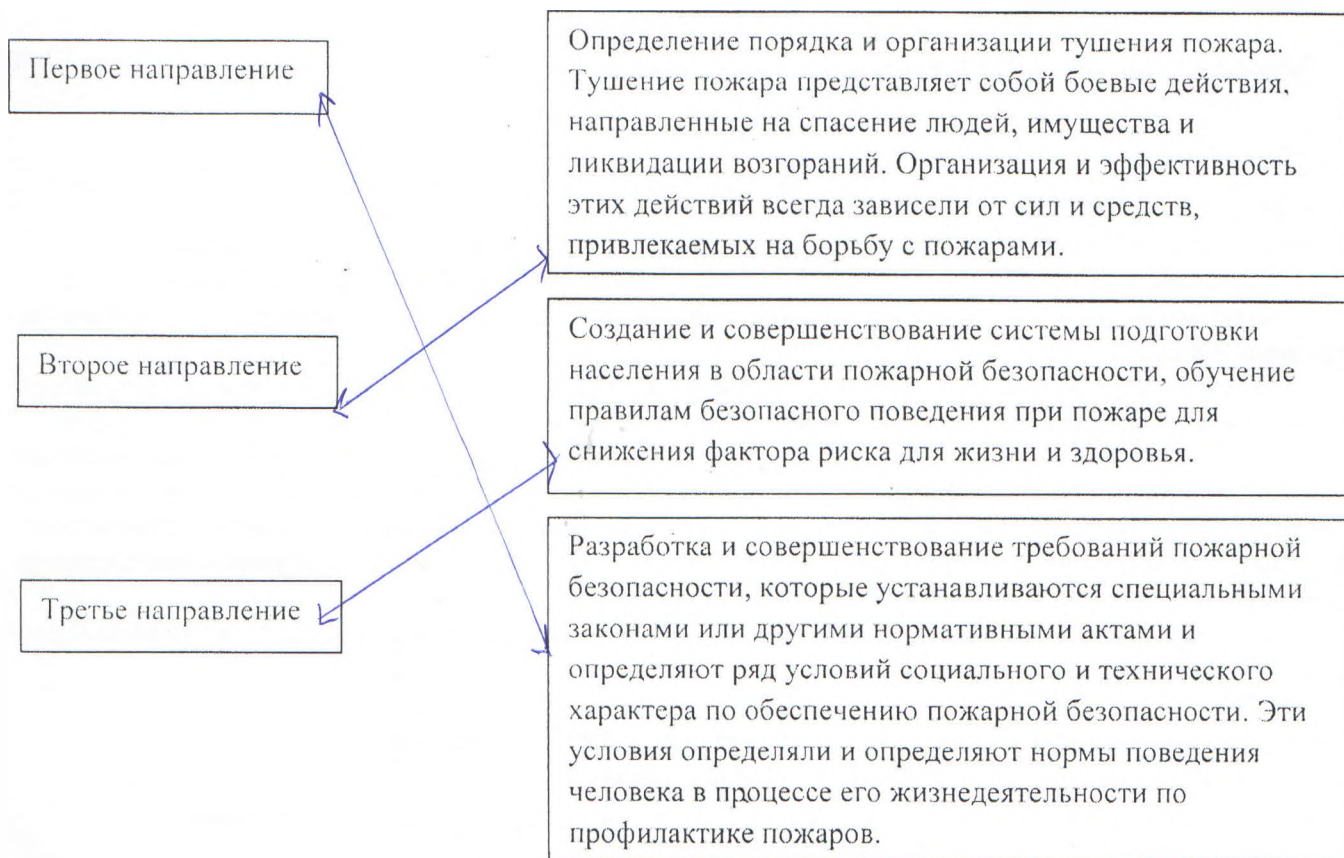 Первое направление
Второе направление
Третье направление
Определение порядка и организации тушения пожара.
Тушение пожара представляет собой боевые действия,
направленные на спасение людей, имущества и
ликвидации возгораний. Организация и эффективность
этих действий всегда зависели от сил и средств,
привлекаемых на борьбу с пожарами.
Создание и совершенствование системы подготовки
населения в области пожарной безопасности, обучение
правилам безопасного поведения при пожаре для
снижения фактора риска для жизни и здоровья.
Разработка и совершенствование требований пожарной
безопасности, которые устанавливаются специальными
законами или другими нормативными актами и
определяют ряд условий социального и технического
характера по обеспечению пожарной безопасности. Эти
условия определяли и определяют нормы поведения
человека в процессе его жизнедеятельности по
профилактике пожаров.